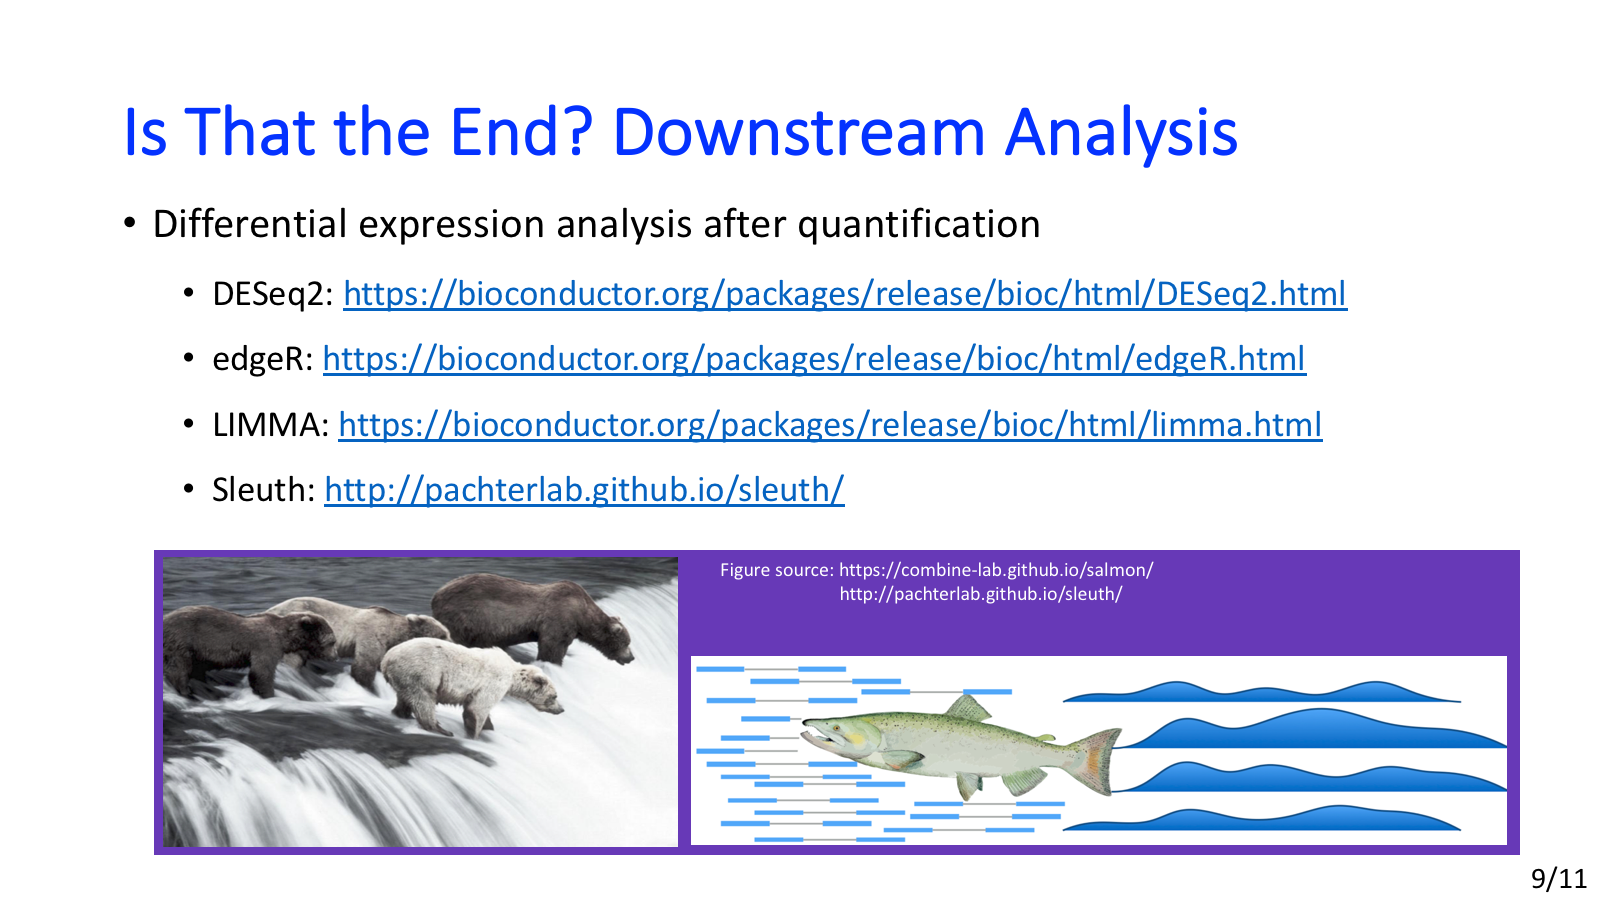 Is That the End? Downstream Analysis
• Differential expression analysis after quantification
• DESeq2: https://bioconductor.org/packages/release/bioc/html/DESeq2.html
• edgeR: https://bioconductor.org/packages/release/bioc/html/edgeR.html
• LIMMA: https://bioconductor.org/packages/release/bioc/html/limma.html
• Sleuth: http://pachterlab.github.io/sleuth/
Figure source: https://combine-lab.github.io/salmon/
http://pachterlab.github.io/sleuth/
9/11